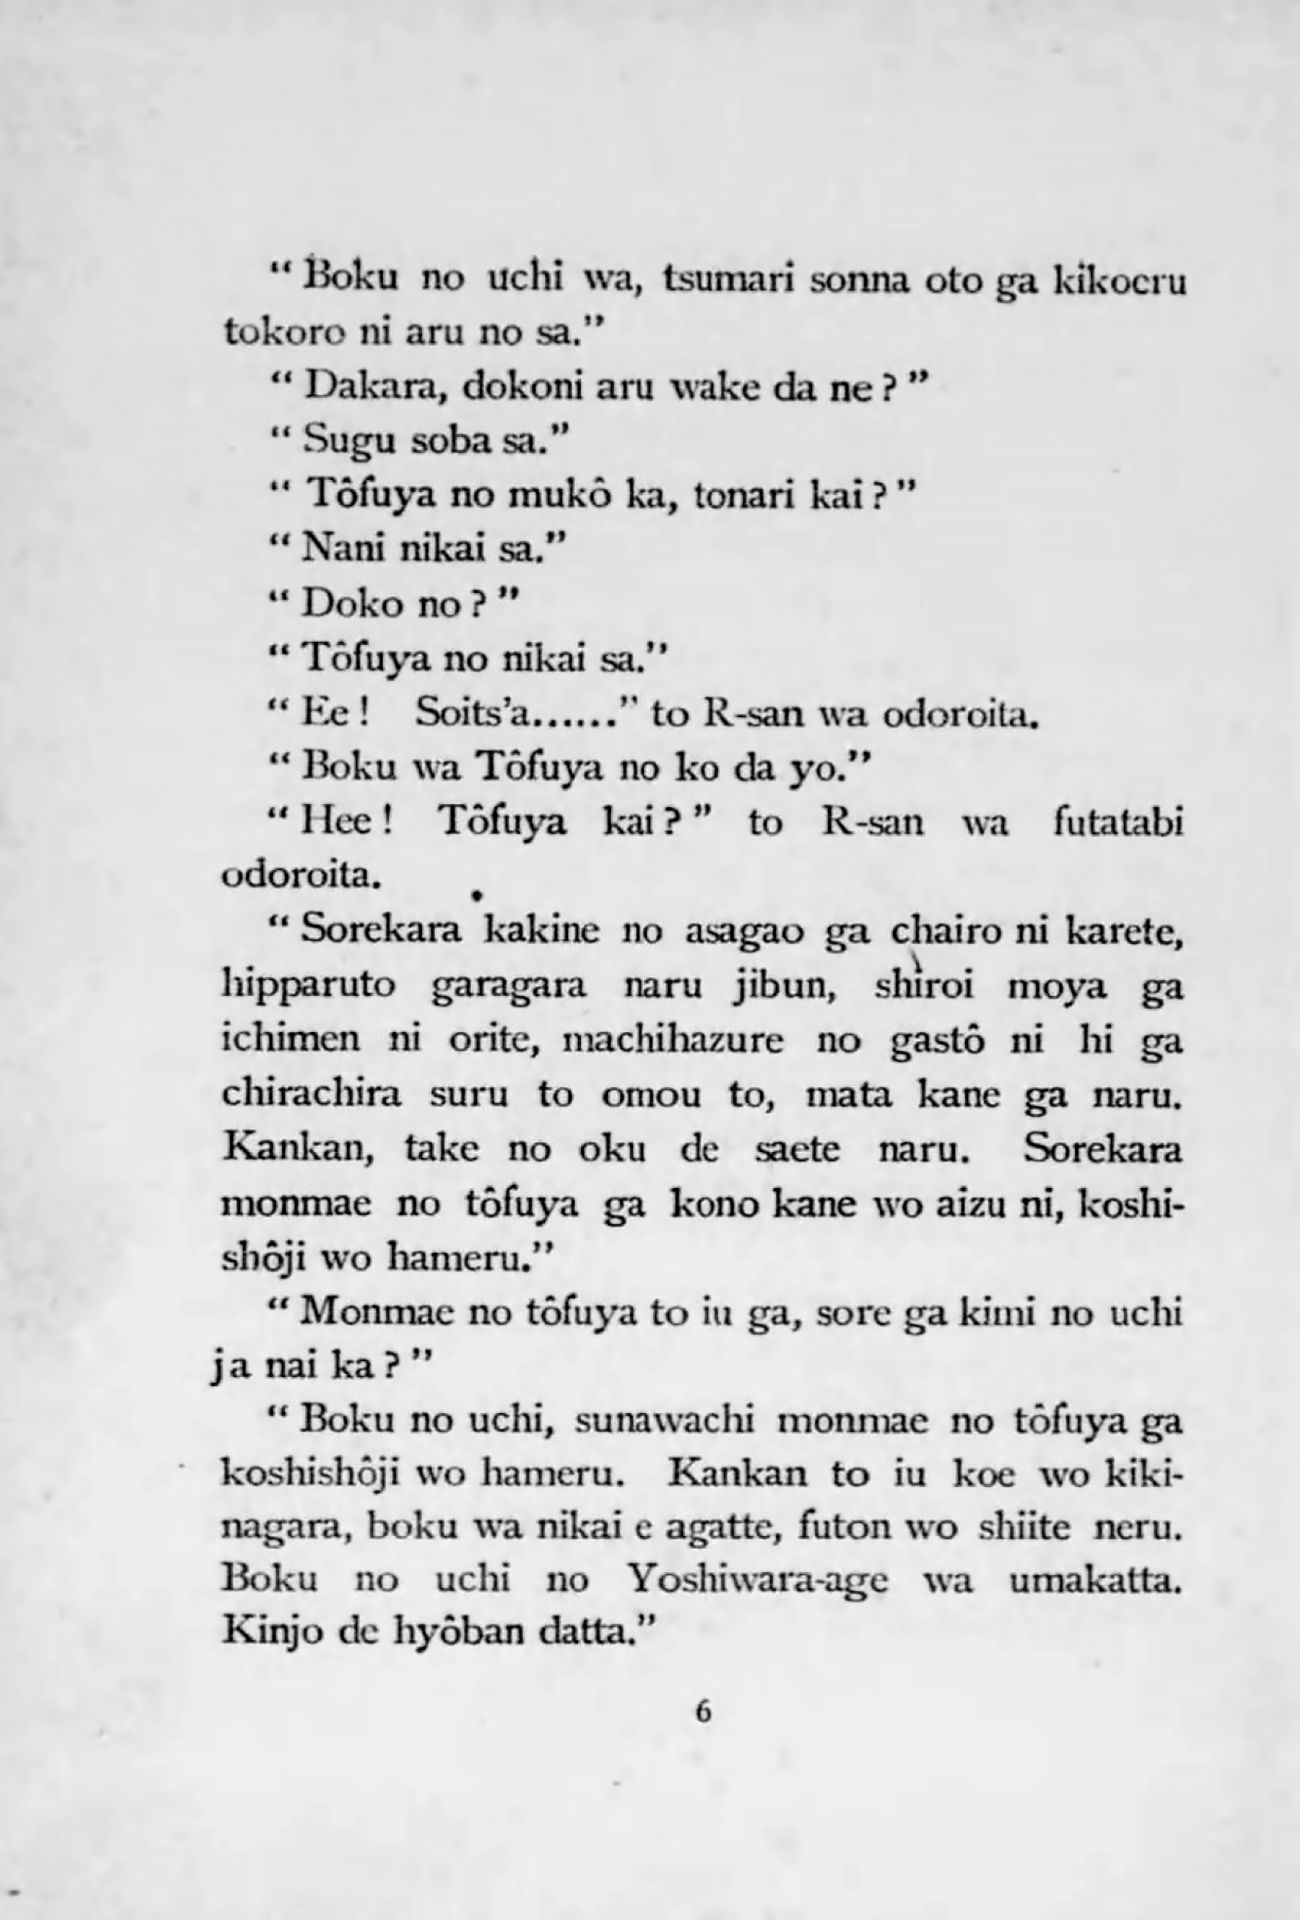 “ Boku no uchi wa, tsumari sonna oto ga kikoeru
tokoro ni aru no sa.”
“ Dakara, dokoni aru wake da ne ? ”
“ Sugu soba sa.”
“ Tôfuya no mukô ka, tonari kai ? ”
“ Nani nikai sa.”
“ Doko no ? ”
“ Tôfuya no nikai sa.”
“ Ee ! Soits’a......” to R-san wa odoroita.
“ Boku wa Tôfuya no ko da yo.”
“ Hee ! Tôfuya kai ? ” to R-san wa futatabi
odoroita.
“ Sorekara kakine no asagao ga chairo ni karete,
hipparuto garagara naru jibun, shiroi moya ga
ichimen ni orite, machihazure no gastô ni hi ga
chirachira suru to omou to, mata kane ga naru.
Kankan, take no oku de saete naru. Sorekara
monmae no tôfuya ga kono kane wo aizu ni, koshi-
shôji wo hameru.”
“ Monmae no tôfuya to iu ga, sore ga kimi no uchi
ja nai ka ? ”
“ Boku no uchi, sunawachi monmae no tôfuya ga
koshishôji wo hameru. Kankan to iu koe wo kiki-
nagara, boku wa nikai e agatte, futon wo shiite neru.
Boku no uchi no Yoshiwara-age wa umakatta.
Kinjo de hyôban datta.”
6